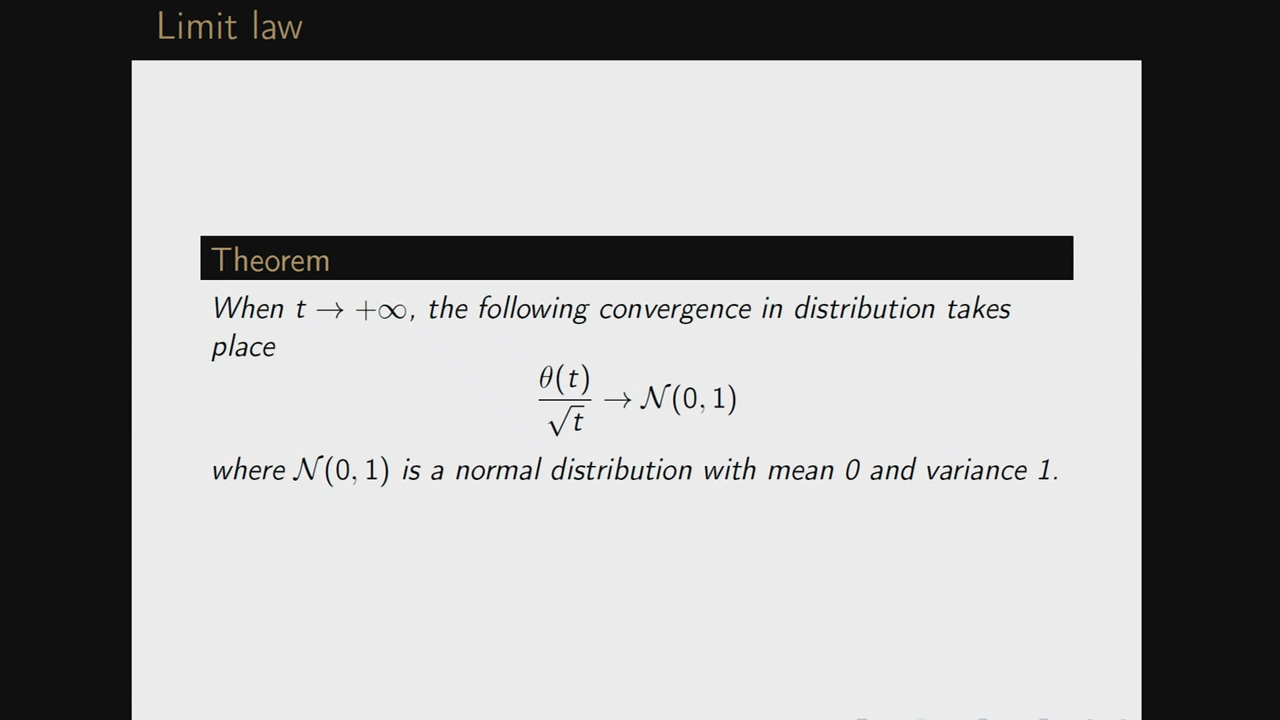 Limit law
Theorem
When t → +∞, the following convergence in distribution takes
place
θ(t)/√t → 𝒩(0, 1)
where 𝒩(0, 1) is a normal distribution with mean 0 and variance 1.